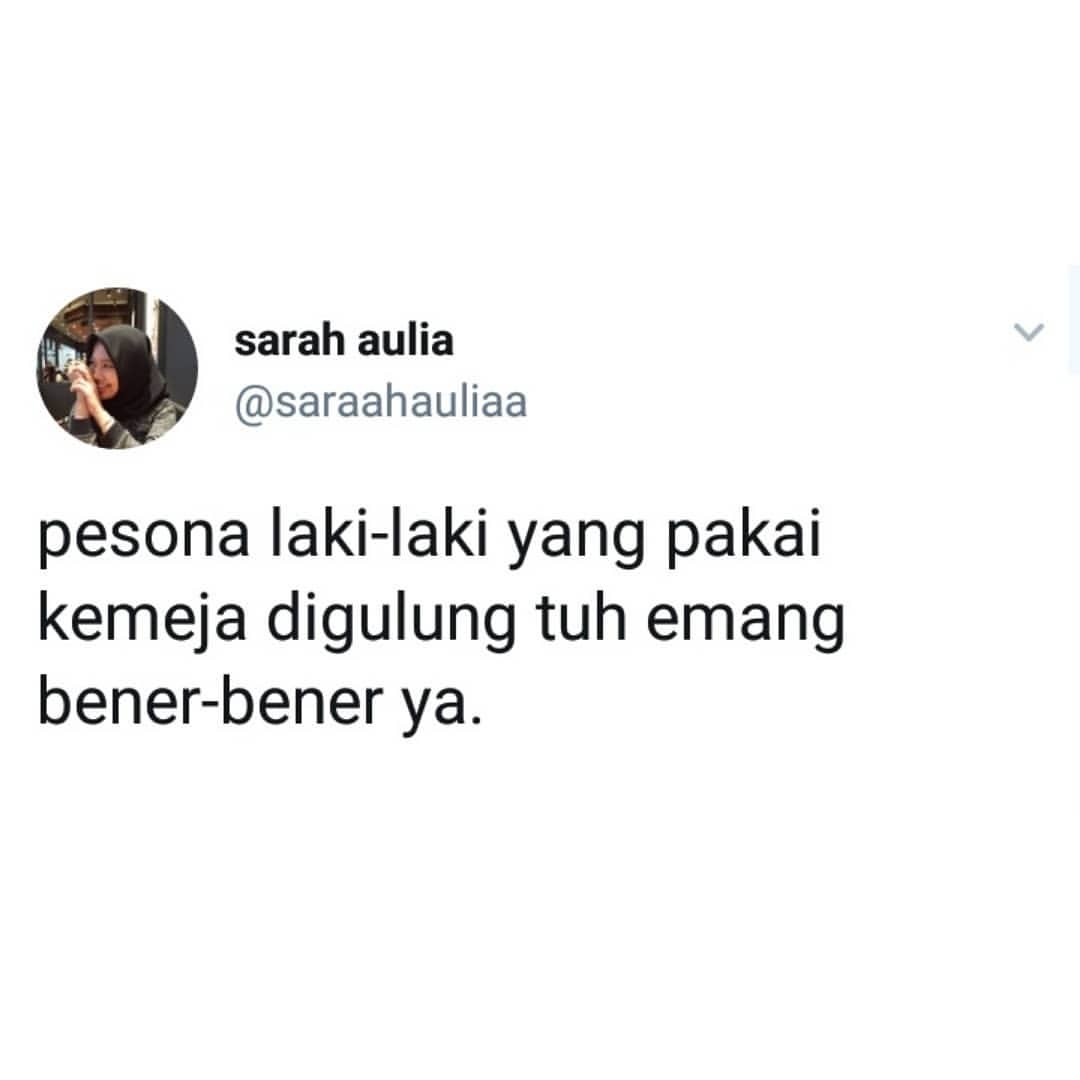 sarah aulia
@saraahauliaa
pesona laki-laki yang pakai
kemeja digulung tuh emang
bener-bener ya.